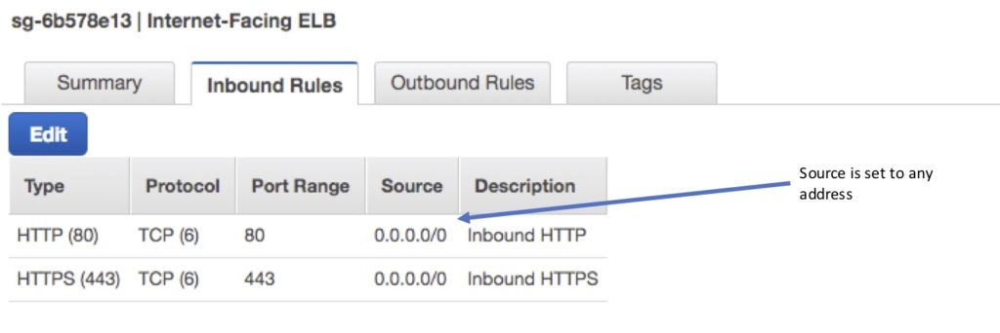 sg-6b578e13 | Internet-Facing ELB
Summary
Inbound Rules
Outbound Rules
Tags
Edit
Type Protocol Port Range Source Description
HTTP (80) TCP (6) 80 0.0.0.0/0 Inbound HTTP
HTTPS (443) TCP (6) 443 0.0.0.0/0 Inbound HTTPS
Source is set to any
address